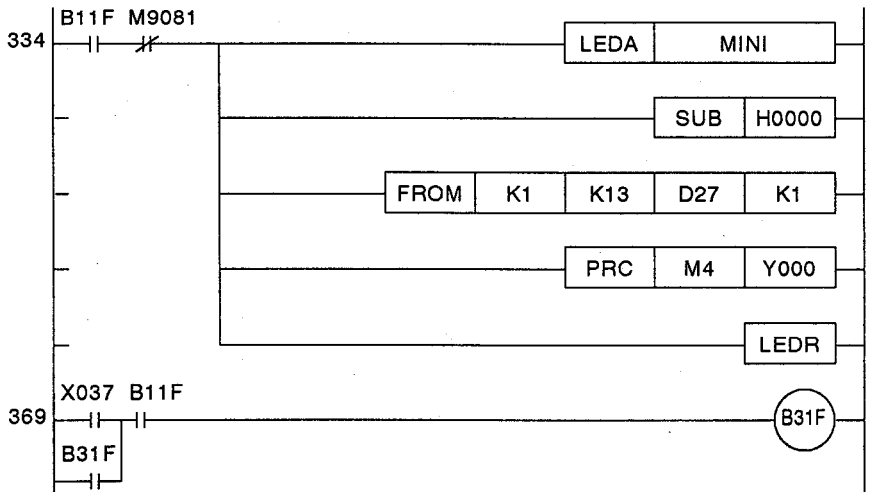 B11F M9081
334 LEDA MINI
SUB H0000
FROM K1 K13 D27 K1
PRC M4 Y000
LEDR
X037 B11F
369 B31F
B31F